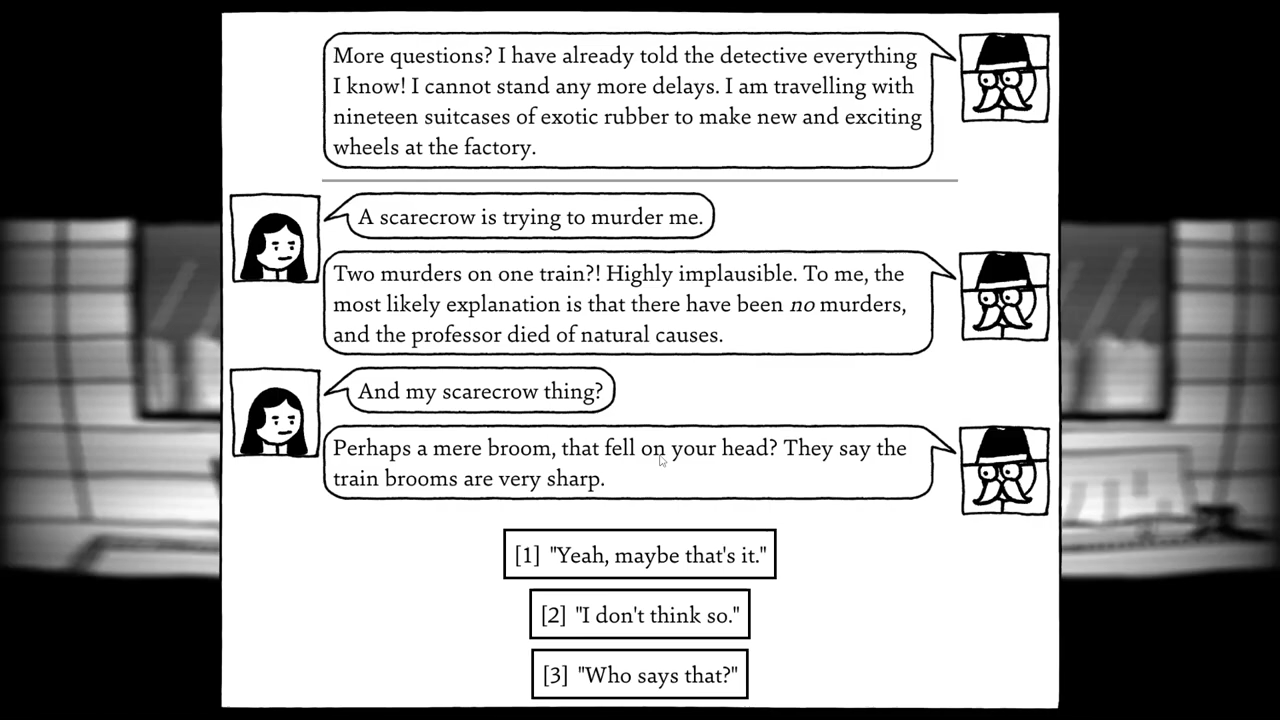 More questions? I have already told the detective everything
I know! I cannot stand any more delays. I am travelling with
nineteen suitcases of exotic rubber to make new and exciting
wheels at the factory.
A scarecrow is trying to murder me.
Two murders on one train?! Highly implausible. To me, the
most likely explanation is that there have been no murders,
and the professor died of natural causes.
And my scarecrow thing?
Perhaps a mere broom, that fell on your head? They say the
train brooms are very sharp.
[1] "Yeah, maybe that's it."
[2] "I don't think so."
[3] "Who says that?"